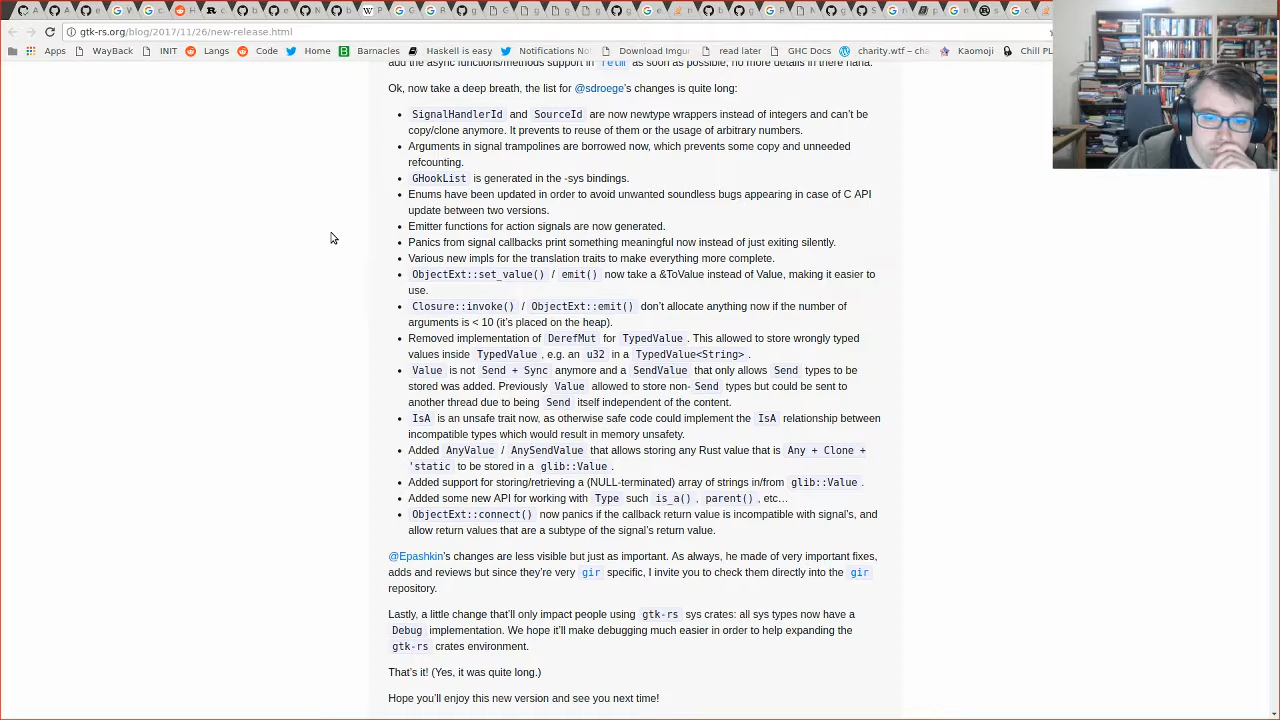 gtk-rs.org/blog/2017/11/26/new-release.html
Apps WayBack INIT Langs Code Home Barnacles Haskell is easy Notifications No Download Imgu read later GHC Docs charity.wtf – ch Kanatoji Chill PL
add the async functions/method's support in relm as soon as possible, no more details in there haha
Ok, now take a deep breath, the list for @sdroege's changes is quite long:
• SignalHandlerId and SourceId are now newtype wrappers instead of integers and can't be
copy/clone anymore. It prevents to reuse of them or the usage of arbitrary numbers.
• Arguments in signal trampolines are borrowed now, which prevents some copy and unneeded
refcounting.
• GHookList is generated in the -sys bindings.
• Enums have been updated in order to avoid unwanted soundless bugs appearing in case of C API
update between two versions.
• Emitter functions for action signals are now generated.
• Panics from signal callbacks print something meaningful now instead of just exiting silently.
• Various new impls for the translation traits to make everything more complete.
• ObjectExt::set_value() / emit() now take a &ToValue instead of Value, making it easier to
use.
• Closure::invoke() / ObjectExt::emit() don't allocate anything now if the number of
arguments is < 10 (it's placed on the heap).
• Removed implementation of DerefMut for TypedValue. This allowed to store wrongly typed
values inside TypedValue, e.g. an u32 in a TypedValue<String>.
• Value is not Send + Sync anymore and a SendValue that only allows Send types to be
stored was added. Previously Value allowed to store non-Send types but could be sent to
another thread due to being Send itself independent of the content.
• IsA is an unsafe trait now, as otherwise safe code could implement the IsA relationship between
incompatible types which would result in memory unsafety.
• Added AnyValue / AnySendValue that allows storing any Rust value that is Any + Clone +
'static to be stored in a glib::Value.
• Added support for storing/retrieving a (NULL-terminated) array of strings in/from glib::Value.
• Added some new API for working with Type such is_a(), parent(), etc…
• ObjectExt::connect() now panics if the callback return value is incompatible with signal's, and
allow return values that are a subtype of the signal's return value.
@Epashkin's changes are less visible but just as important. As always, he made of very important fixes,
adds and reviews but since they're very gir specific, I invite you to check them directly into the gir
repository.
Lastly, a little change that'll only impact people using gtk-rs sys crates: all sys types now have a
Debug implementation. We hope it'll make debugging much easier in order to help expanding the
gtk-rs crates environment.
That's it! (Yes, it was quite long.)
Hope you'll enjoy this new version and see you next time!